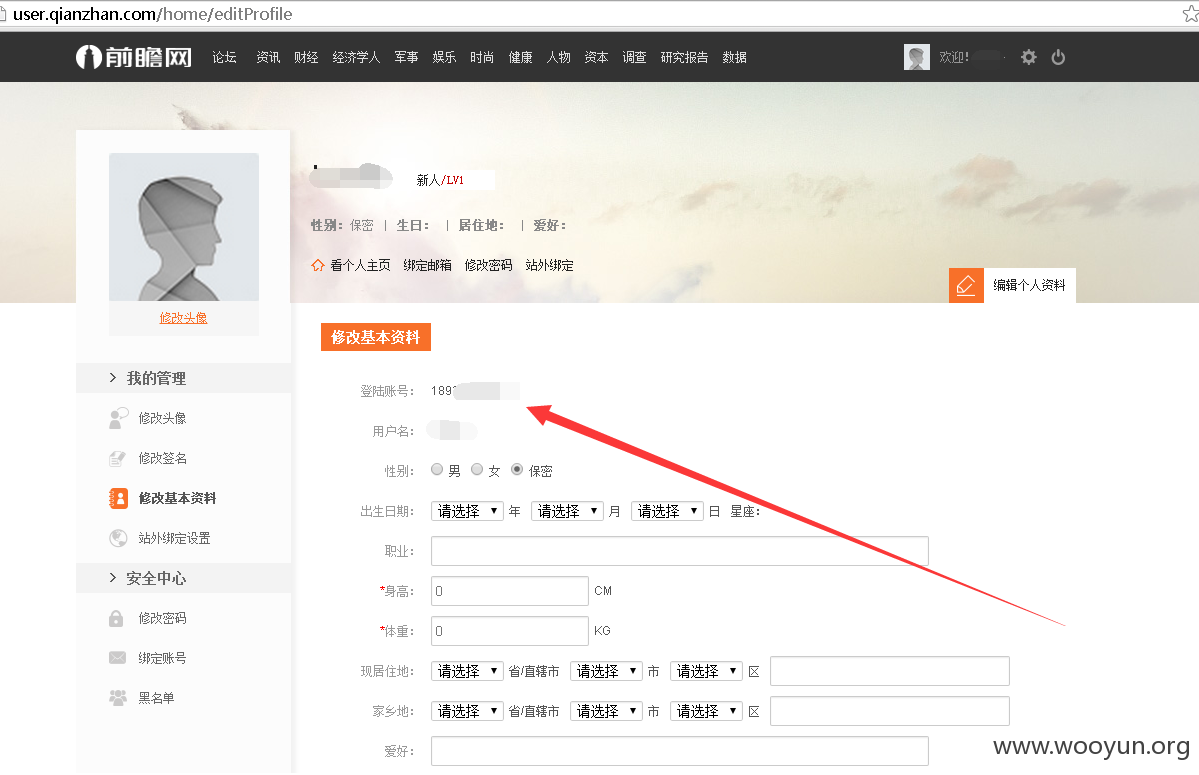 user.qianzhan.com/home/editProfile
前瞻网 论坛 资讯 财经 经济学人 军事 娱乐 时尚 健康 人物 资本 调查 研究报告 数据 欢迎!
新人/LV1
性别: 保密 | 生日: | 居住地: | 爱好:
看个人主页 绑定邮箱 修改密码 站外绑定
编辑个人资料
修改头像
我的管理
修改头像
修改签名
修改基本资料
站外绑定设置
安全中心
修改密码
绑定账号
黑名单
修改基本资料
登陆账号: 189
用户名:
性别: 男 女 保密
出生日期: 请选择 年 请选择 月 请选择 日 星座:
职业:
*身高: 0 CM
*体重: 0 KG
现居住地: 请选择 省/直辖市 请选择 市 请选择 区
家乡地: 请选择 省/直辖市 请选择 市 请选择 区
爱好:
www.wooyun.org